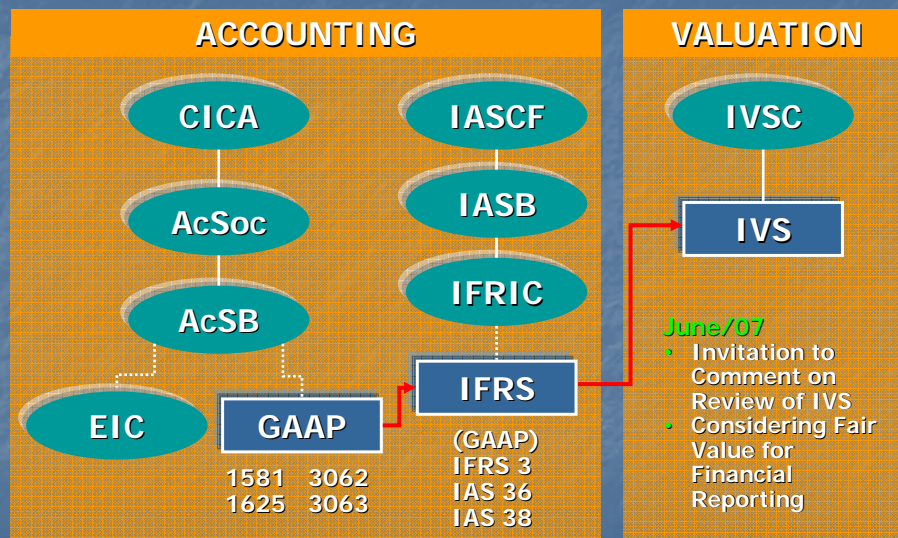 ACCOUNTING
CICA
AcSoc
AcSB
EIC
GAAP
1581 3062
1625 3063
IASCF
IASB
IFRIC
IFRS
(GAAP)
IFRS 3
IAS 36
IAS 38
VALUATION
IVSC
IVS
June/07
• Invitation to
Comment on
Review of IVS
• Considering Fair
Value for
Financial
Reporting